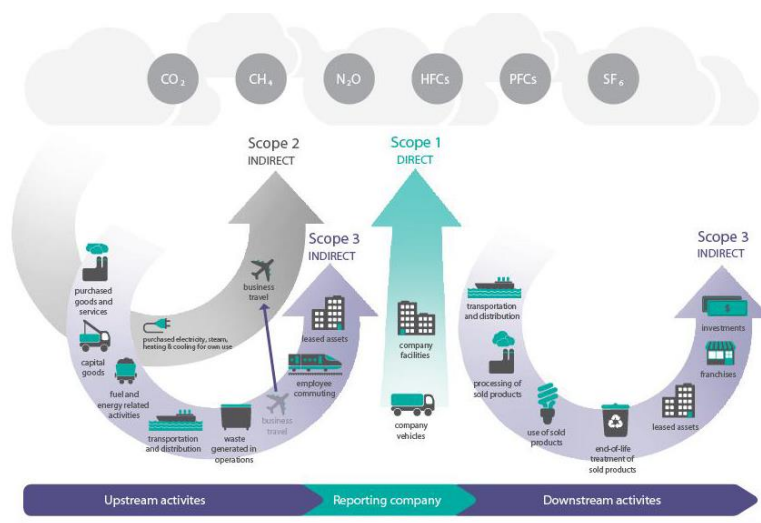 CO₂
CH₄
N₂O
HFCs
PFCs
SF₆
Scope 2
INDIRECT
Scope 1
DIRECT
Scope 3
INDIRECT
Scope 3
INDIRECT
purchased
goods and
services
capital
goods
fuel and
energy related
activities
transportation
and distribution
waste
generated in
operations
business
travel
business
travel
purchased electricity, steam,
heating & cooling for own use
employee
commuting
leased assets
company
facilities
company
vehicles
transportation
and distribution
processing of
sold products
use of sold
products
end-of-life
treatment of
sold products
leased assets
franchises
investments
$
Upstream activites
Reporting company
Downstream activites